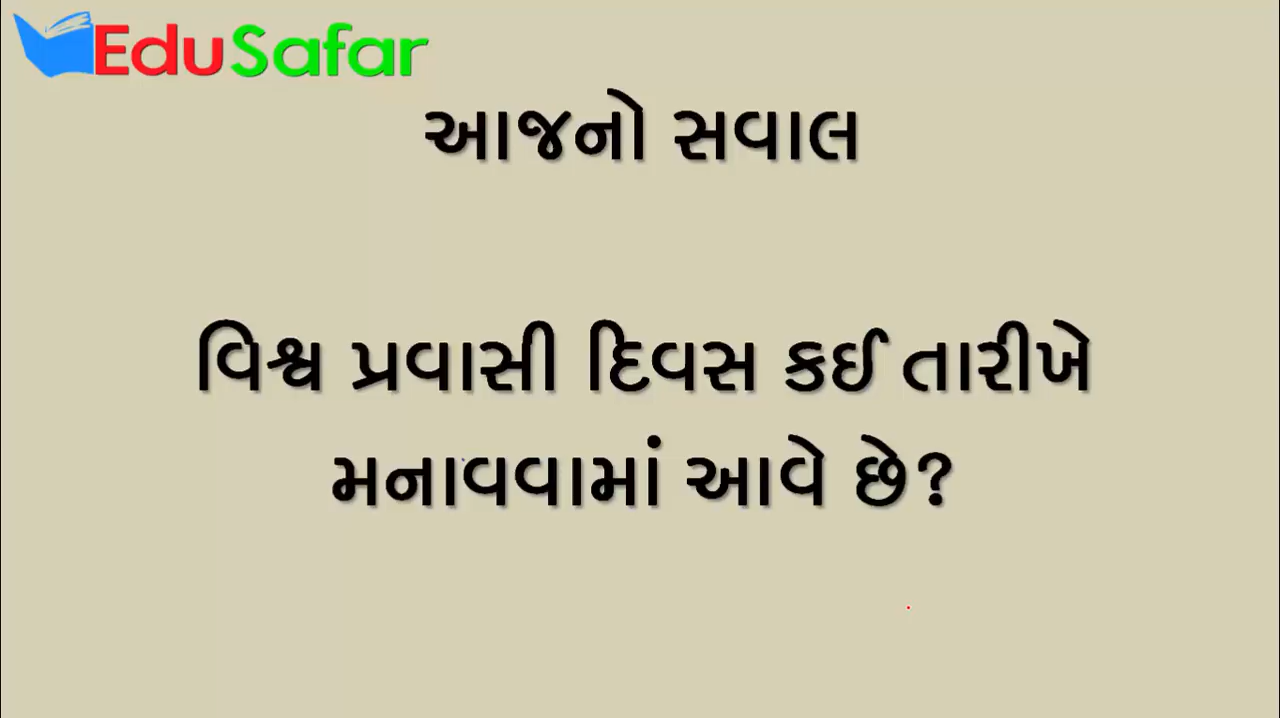 EduSafar
આજનો સવાલ
વિશ્વ પ્રવાસી દિવસ કઈ તારીખે
મનાવવામાં આવે છે?